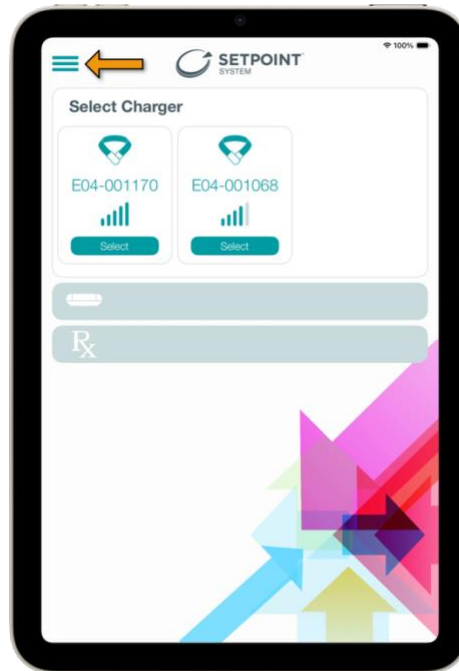 100%
SETPOINT
SYSTEM
Select Charger
E04-001170 E04-001068
Select Select
Rx